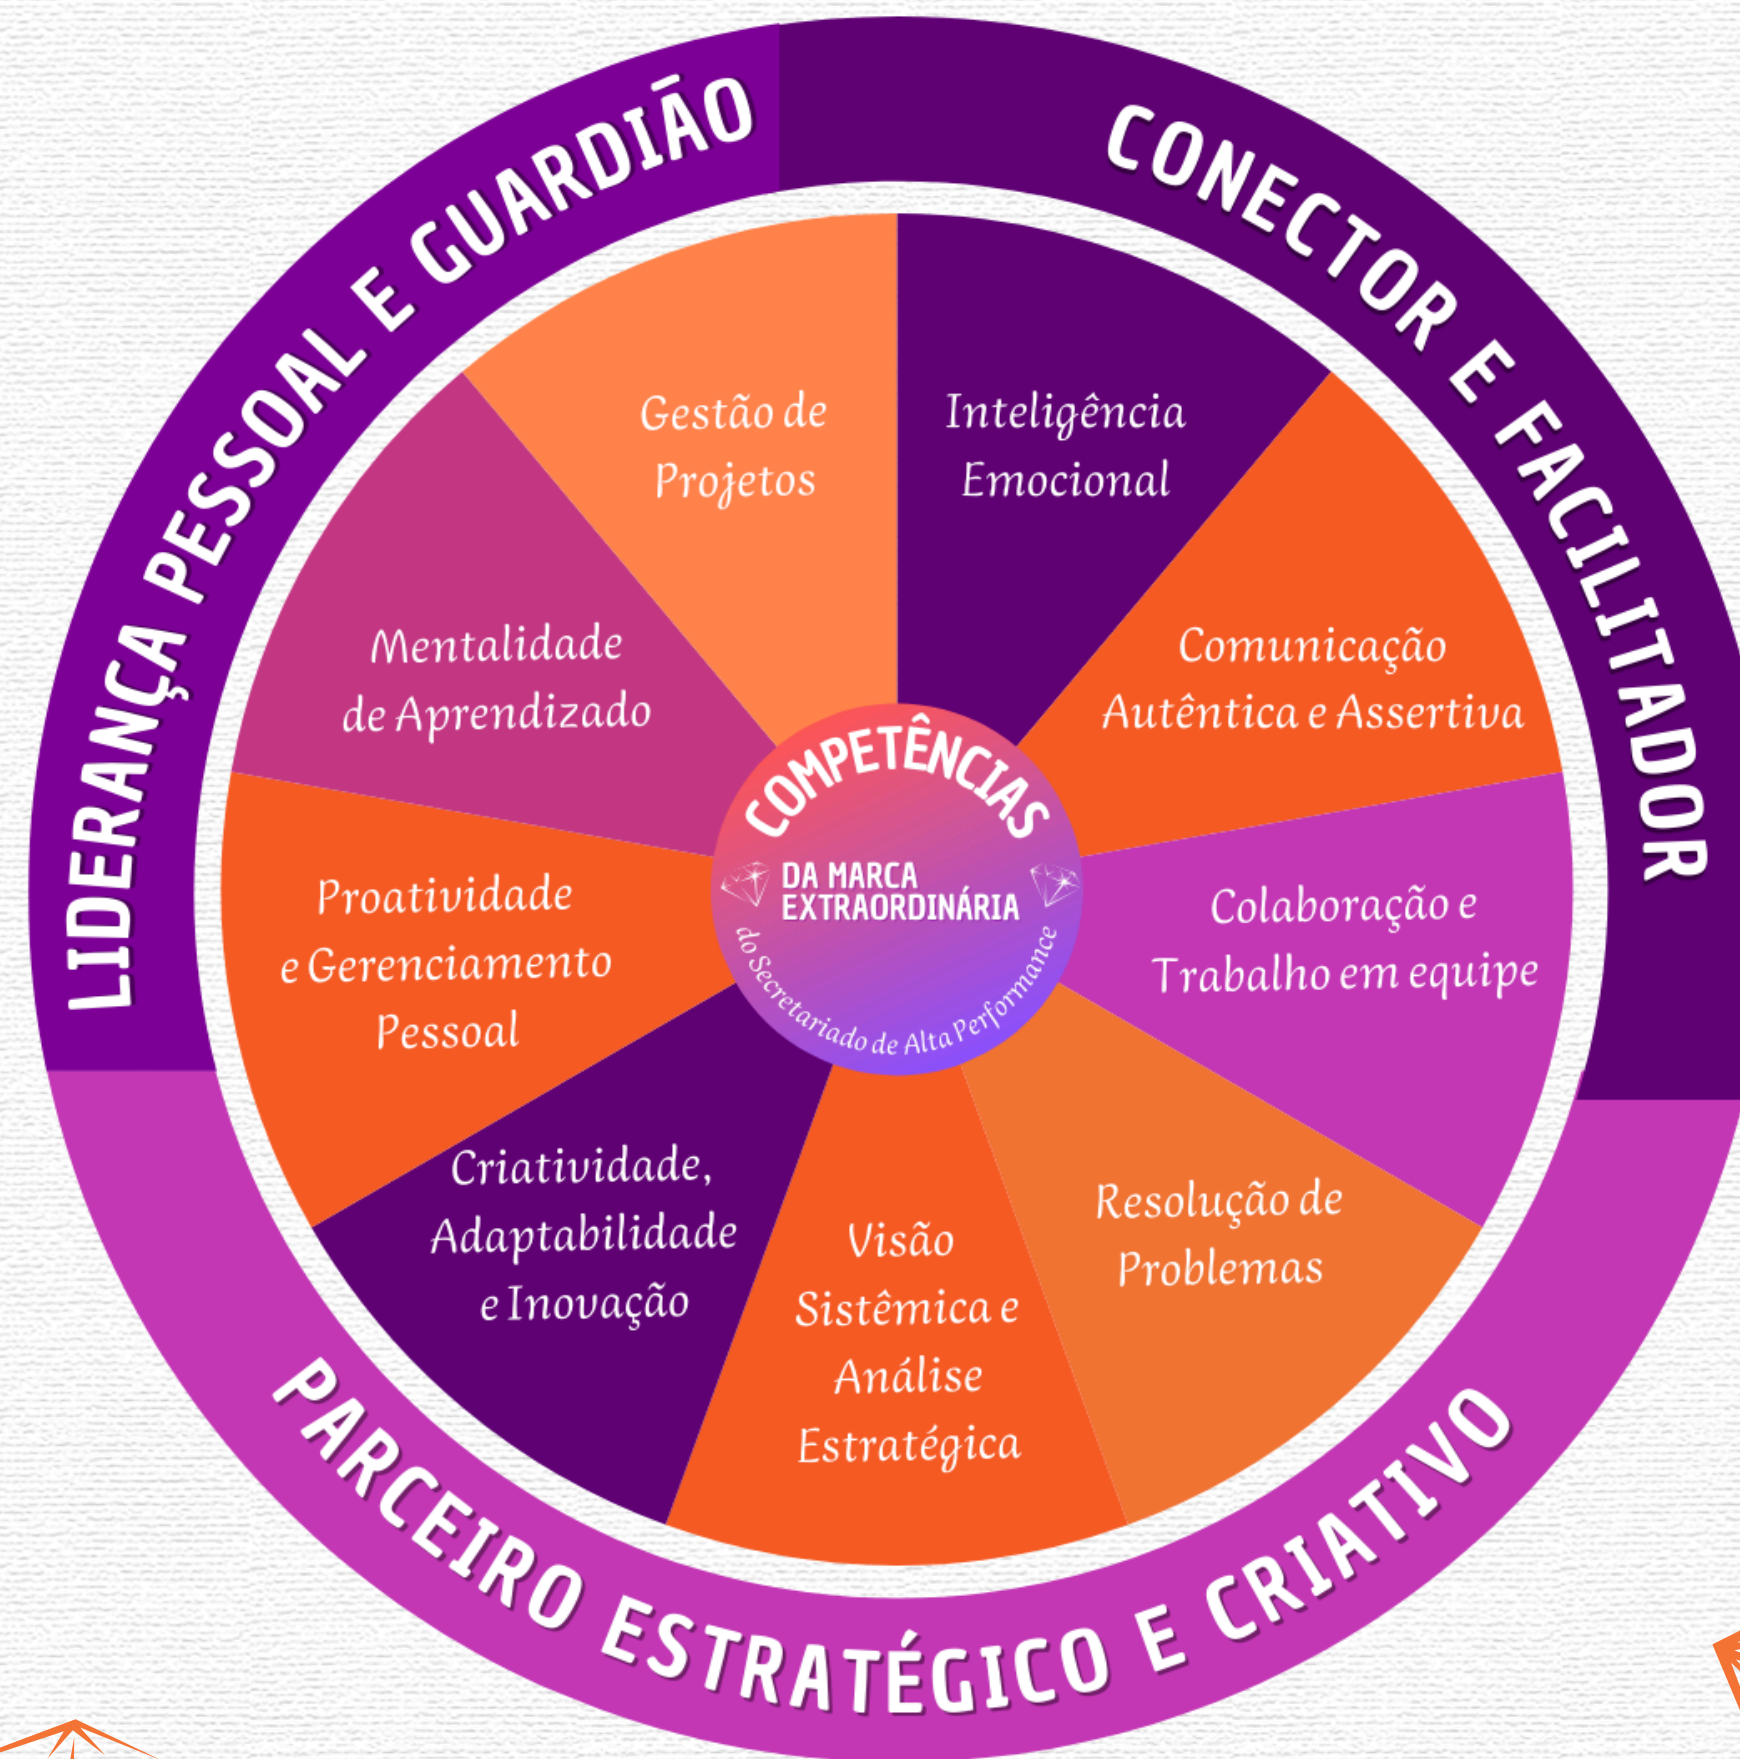 LIDERANÇA PESSOAL E GUARDIÃO
CONECTOR E FACILITADOR
PARCEIRO ESTRATÉGICO E CRIATIVO
Gestão de
Projetos
Inteligência
Emocional
Comunicação
Autêntica e Assertiva
Colaboração e
Trabalho em equipe
Resolução de
Problemas
Visão
Sistêmica e
Análise
Estratégica
Criatividade,
Adaptabilidade
e Inovação
Proatividade
e Gerenciamento
Pessoal
Mentalidade
de Aprendizado
COMPETÊNCIAS
DA MARCA
EXTRAORDINÁRIA
do Secretariado de Alta Performance